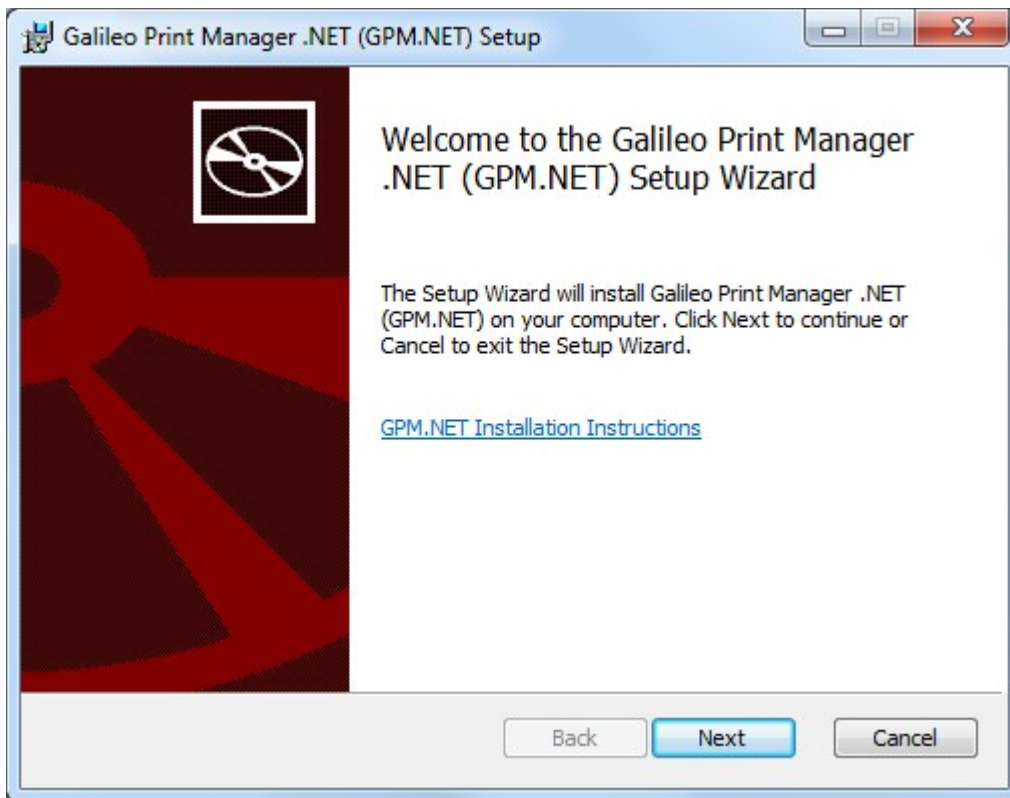 Galileo Print Manager .NET (GPM.NET) Setup
Welcome to the Galileo Print Manager
.NET (GPM.NET) Setup Wizard
The Setup Wizard will install Galileo Print Manager .NET
(GPM.NET) on your computer. Click Next to continue or
Cancel to exit the Setup Wizard.
GPM.NET Installation Instructions
Back Next Cancel